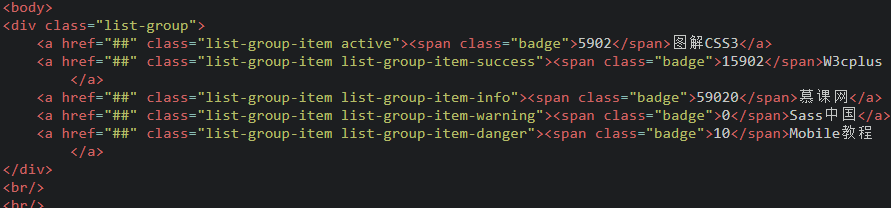 <body>
<div class="list-group">
    <a href="##" class="list-group-item active"><span class="badge">5902</span>图解CSS3</a>
    <a href="##" class="list-group-item list-group-item-success"><span class="badge">15902</span>W3cplus
        </a>
    <a href="##" class="list-group-item list-group-item-info"><span class="badge">59020</span>慕课网</a>
    <a href="##" class="list-group-item list-group-item-warning"><span class="badge">0</span>Sass中国</a>
    <a href="##" class="list-group-item list-group-item-danger"><span class="badge">10</span>Mobile教程
        </a>
</div>
<br/>
<br/>